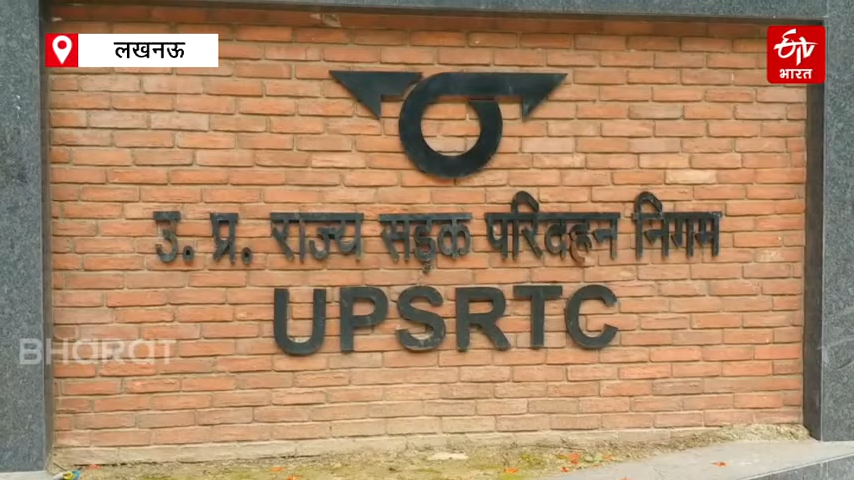 लखनऊ
ETV
भारत
उ. प्र. राज्य सड़क परिवहन निगम
UPSRTC
BHARAT